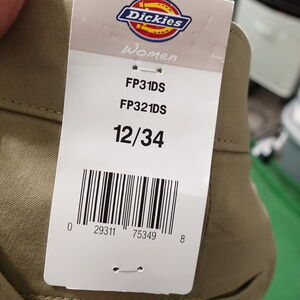 Dickies
Women
FP31DS
FP321DS
12/34
0 29311 75349 8